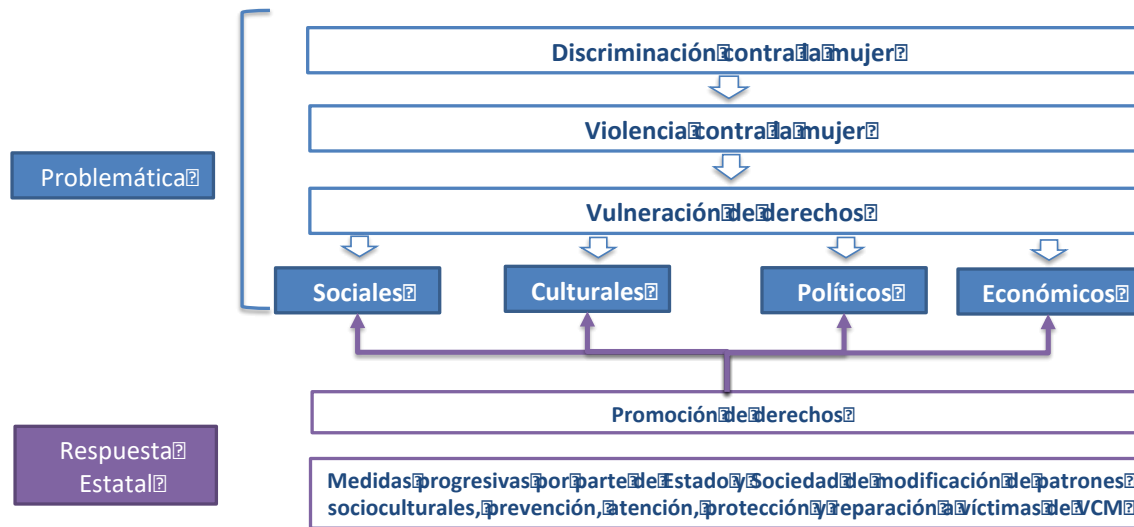 Discriminación contra la mujer
Violencia contra la mujer
Problemática
Vulneración de derechos
Sociales
Culturales
Políticos
Económicos
Promoción de derechos
Respuesta
Estatal
Medidas progresivas por parte de Estado y Sociedad de modificación de patrones
socioculturales, prevención, atención, protección y reparación a víctimas de VCM